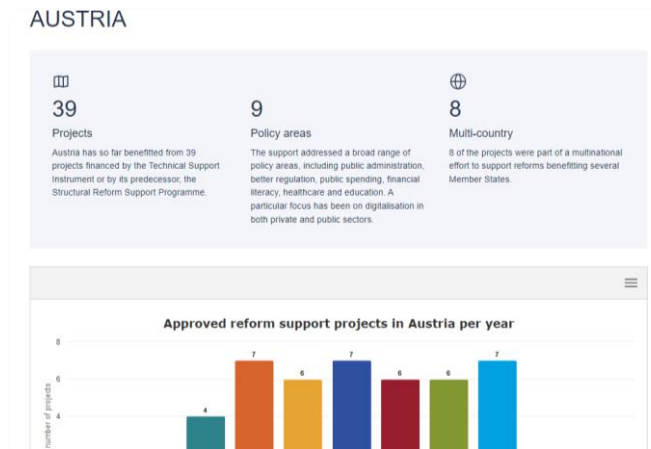 AUSTRIA
39
Projects
Austria has so far benefitted from 39
projects financed by the Technical Support
Instrument or by its predecessor, the
Structural Reform Support Programme.
9
Policy areas
The support addressed a broad range of
policy areas, including public administration,
better regulation, public spending, financial
literacy, healthcare and education. A
particular focus has been on digitalisation in
both private and public sectors.
8
Multi-country
8 of the projects were part of a multinational
effort to support reforms benefitting several
Member States.
Approved reform support projects in Austria per year
8
6
4
number of projects
4
7
6
7
6
6
7